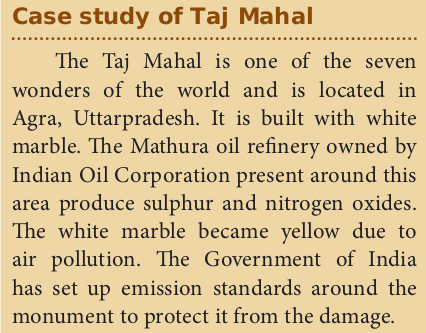 Case study of Taj Mahal
The Taj Mahal is one of the seven
wonders of the world and is located in
Agra, Uttarpradesh. It is built with white
marble. The Mathura oil refinery owned by
Indian Oil Corporation present around this
area produce sulphur and nitrogen oxides.
The white marble became yellow due to
air pollution. The Government of India
has set up emission standards around the
monument to protect it from the damage.